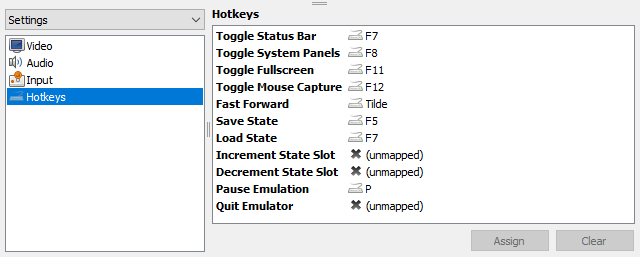 Settings
Video
Audio
Input
Hotkeys
Hotkeys
Toggle Status Bar F7
Toggle System Panels F8
Toggle Fullscreen F11
Toggle Mouse Capture F12
Fast Forward Tilde
Save State F5
Load State F7
Increment State Slot (unmapped)
Decrement State Slot (unmapped)
Pause Emulation P
Quit Emulator (unmapped)
Assign Clear